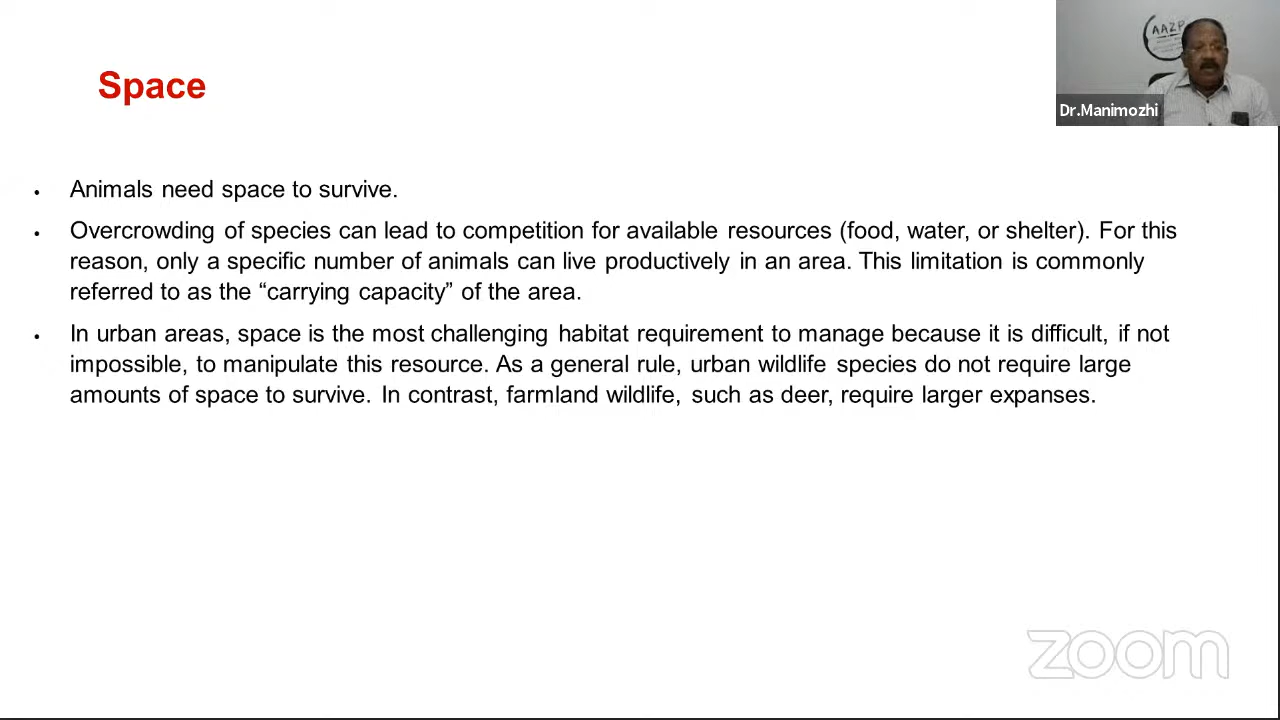 Space
AAZP
Dr.Manimozhi
• Animals need space to survive.
• Overcrowding of species can lead to competition for available resources (food, water, or shelter). For this
reason, only a specific number of animals can live productively in an area. This limitation is commonly
referred to as the “carrying capacity” of the area.
• In urban areas, space is the most challenging habitat requirement to manage because it is difficult, if not
impossible, to manipulate this resource. As a general rule, urban wildlife species do not require large
amounts of space to survive. In contrast, farmland wildlife, such as deer, require larger expanses.
zoom